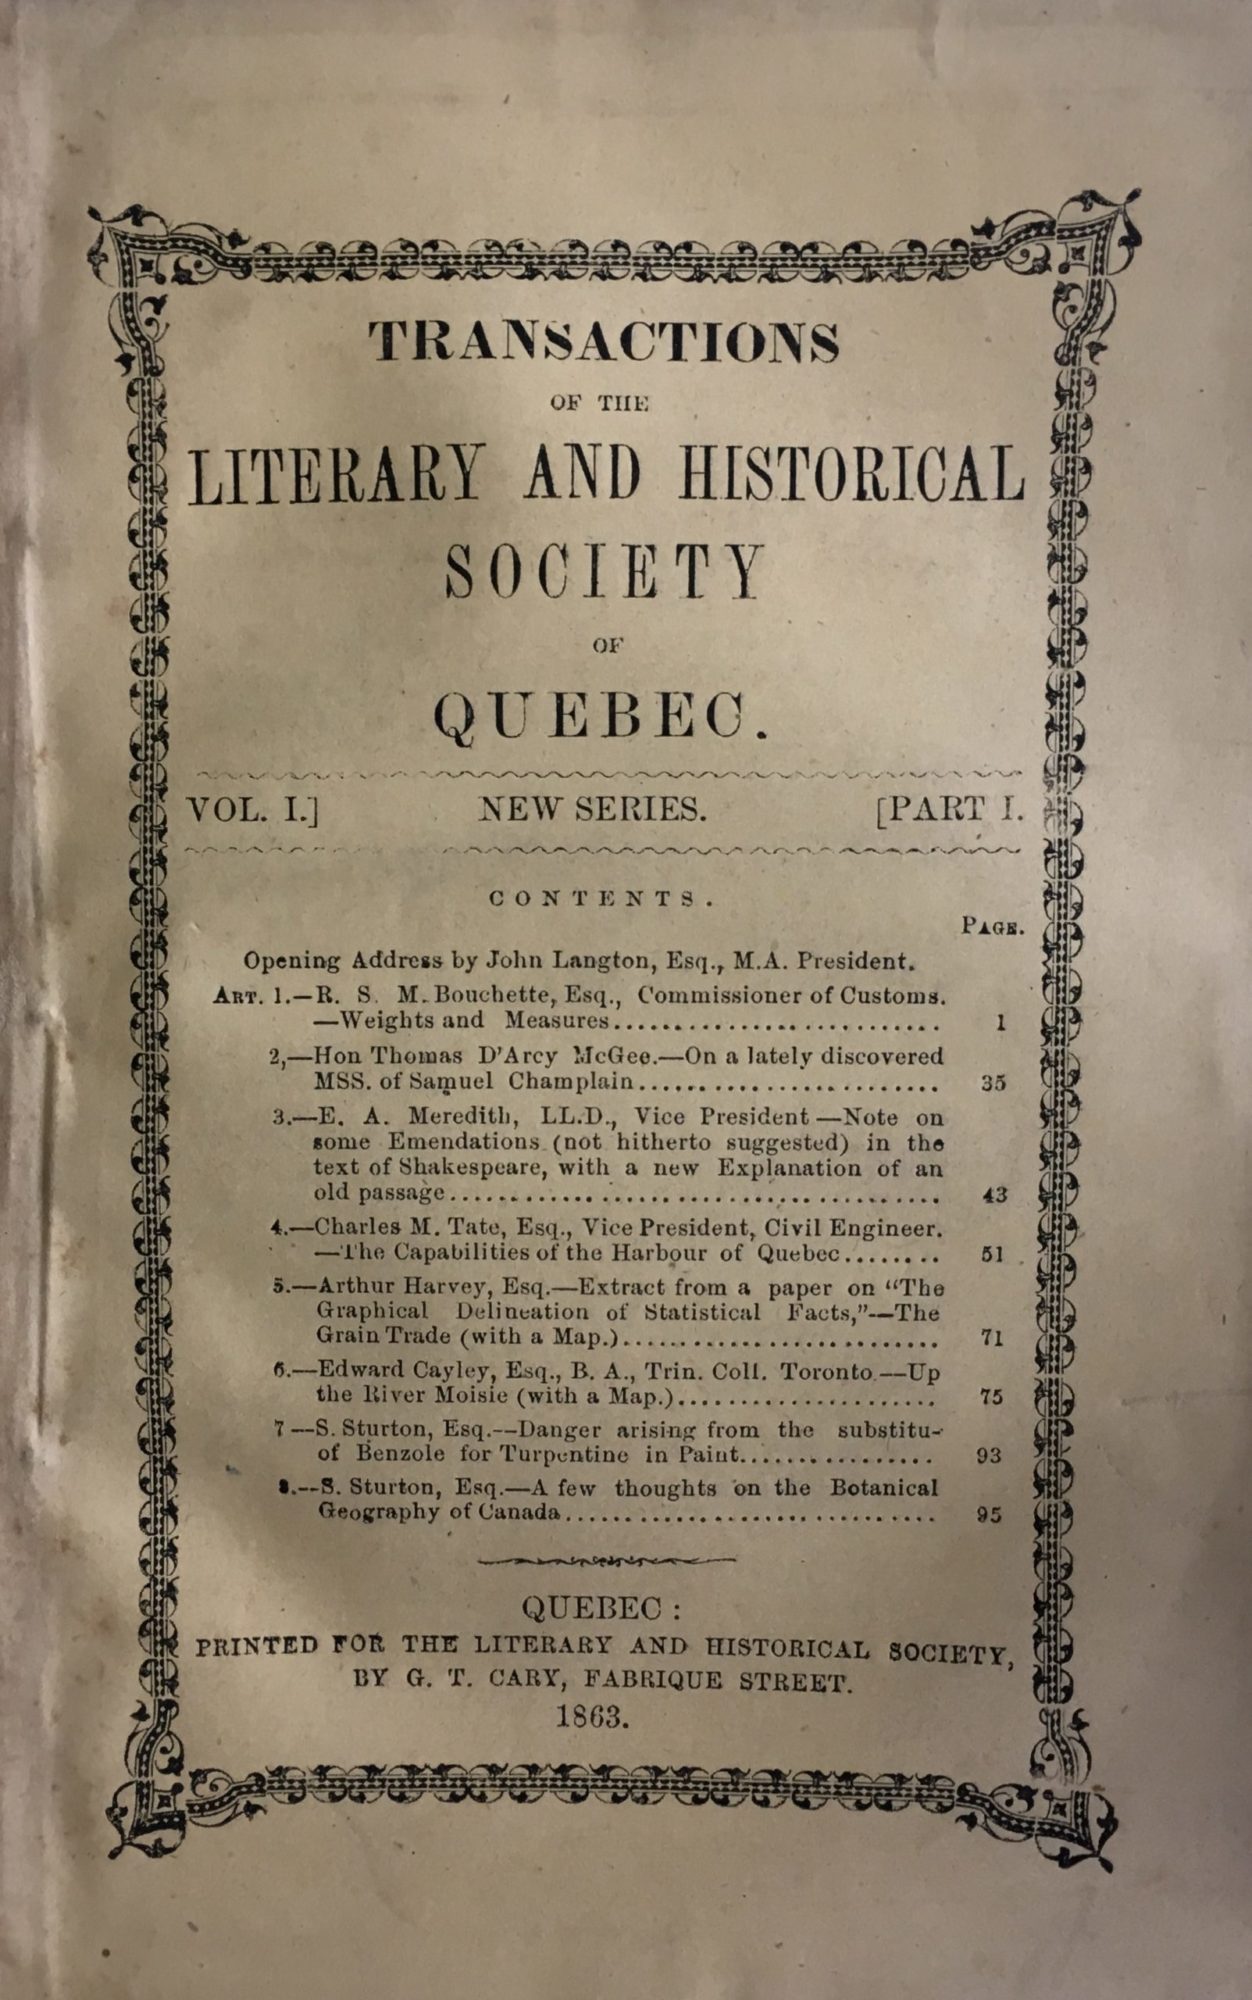 TRANSACTIONS
OF THE
LITERARY AND HISTORICAL
SOCIETY
OF
QUEBEC.
VOL. I.] NEW SERIES. [PART I.
CONTENTS.
PAGE.
Opening Address by John Langton, Esq., M.A. President.
ART. 1.—R. S. M. Bouchette, Esq., Commissioner of Customs.
—Weights and Measures........................... 1
2,—Hon Thomas D'Arcy McGee.—On a lately discovered
MSS. of Samuel Champlain......................... 35
3.—E. A. Meredith, LL.D., Vice President—Note on
some Emendations (not hitherto suggested) in the
text of Shakespeare, with a new Explanation of an
old passage......................................... 43
4.—Charles M. Tate, Esq., Vice President, Civil Engineer.
—The Capabilities of the Harbour of Quebec........ 51
5.—Arthur Harvey, Esq.—Extract from a paper on "The
Graphical Delineation of Statistical Facts,"—The
Grain Trade (with a Map.).......................... 71
6.—Edward Cayley, Esq., B. A., Trin. Coll. Toronto.—Up
the River Moisie (with a Map.)..................... 75
7—S. Sturton, Esq.--Danger arising from the substitu-
of Benzole for Turpentine in Paint................ 93
8.--S. Sturton, Esq.—A few thoughts on the Botanical
Geography of Canada............................... 95
QUEBEC:
PRINTED FOR THE LITERARY AND HISTORICAL SOCIETY,
BY G. T. CARY, FABRIQUE STREET.
1863.